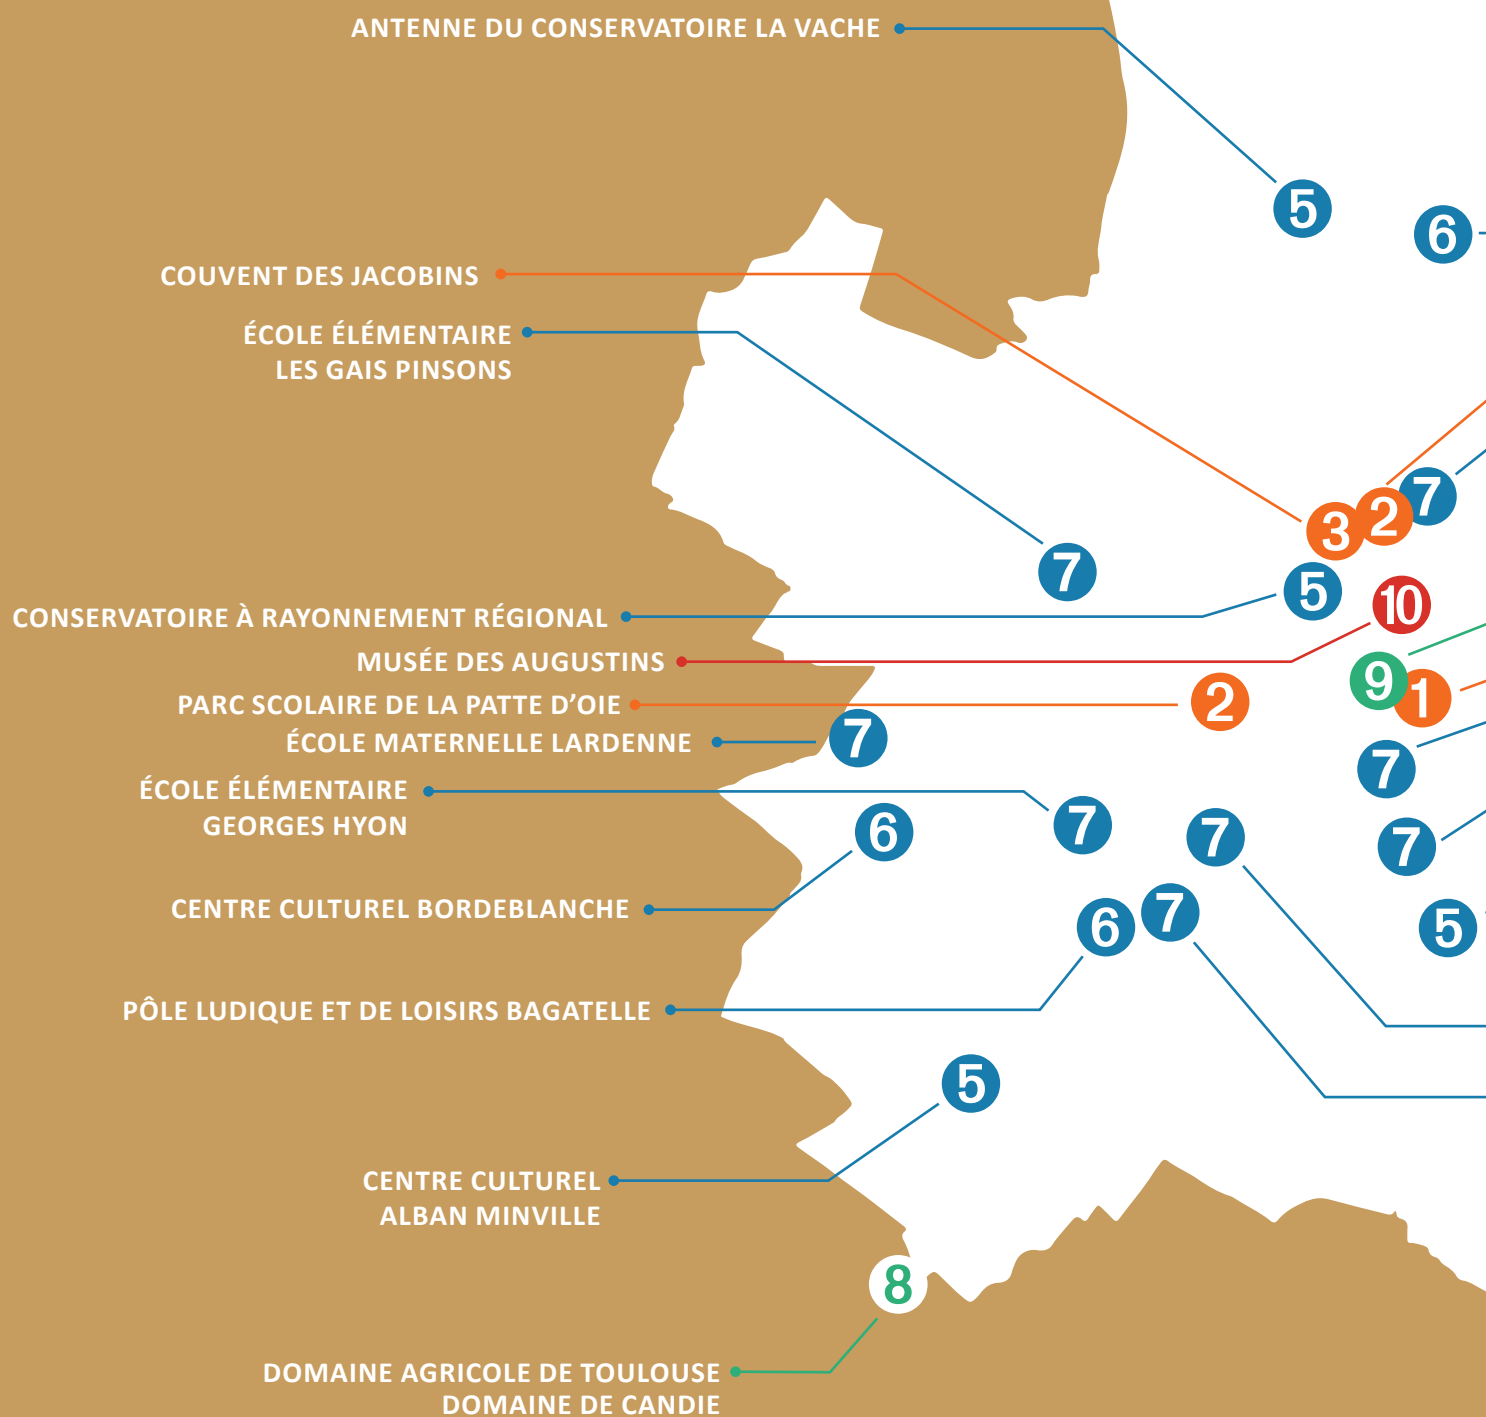 ANTENNE DU CONSERVATOIRE LA VACHE
5
6
COUVENT DES JACOBINS
ÉCOLE ÉLÉMENTAIRE
LES GAIS PINSONS
7
2
3
7
5
CONSERVATOIRE À RAYONNEMENT RÉGIONAL
10
MUSÉE DES AUGUSTINS
9
1
PARC SCOLAIRE DE LA PATTE D'OIE
2
ÉCOLE MATERNELLE LARDENNE
7
7
ÉCOLE ÉLÉMENTAIRE
GEORGES HYON
7
6
7
7
CENTRE CULTUREL BORDEBLANCHE
7
6
5
PÔLE LUDIQUE ET DE LOISIRS BAGATELLE
5
CENTRE CULTUREL
ALBAN MINVILLE
8
DOMAINE AGRICOLE DE TOULOUSE
DOMAINE DE CANDIE